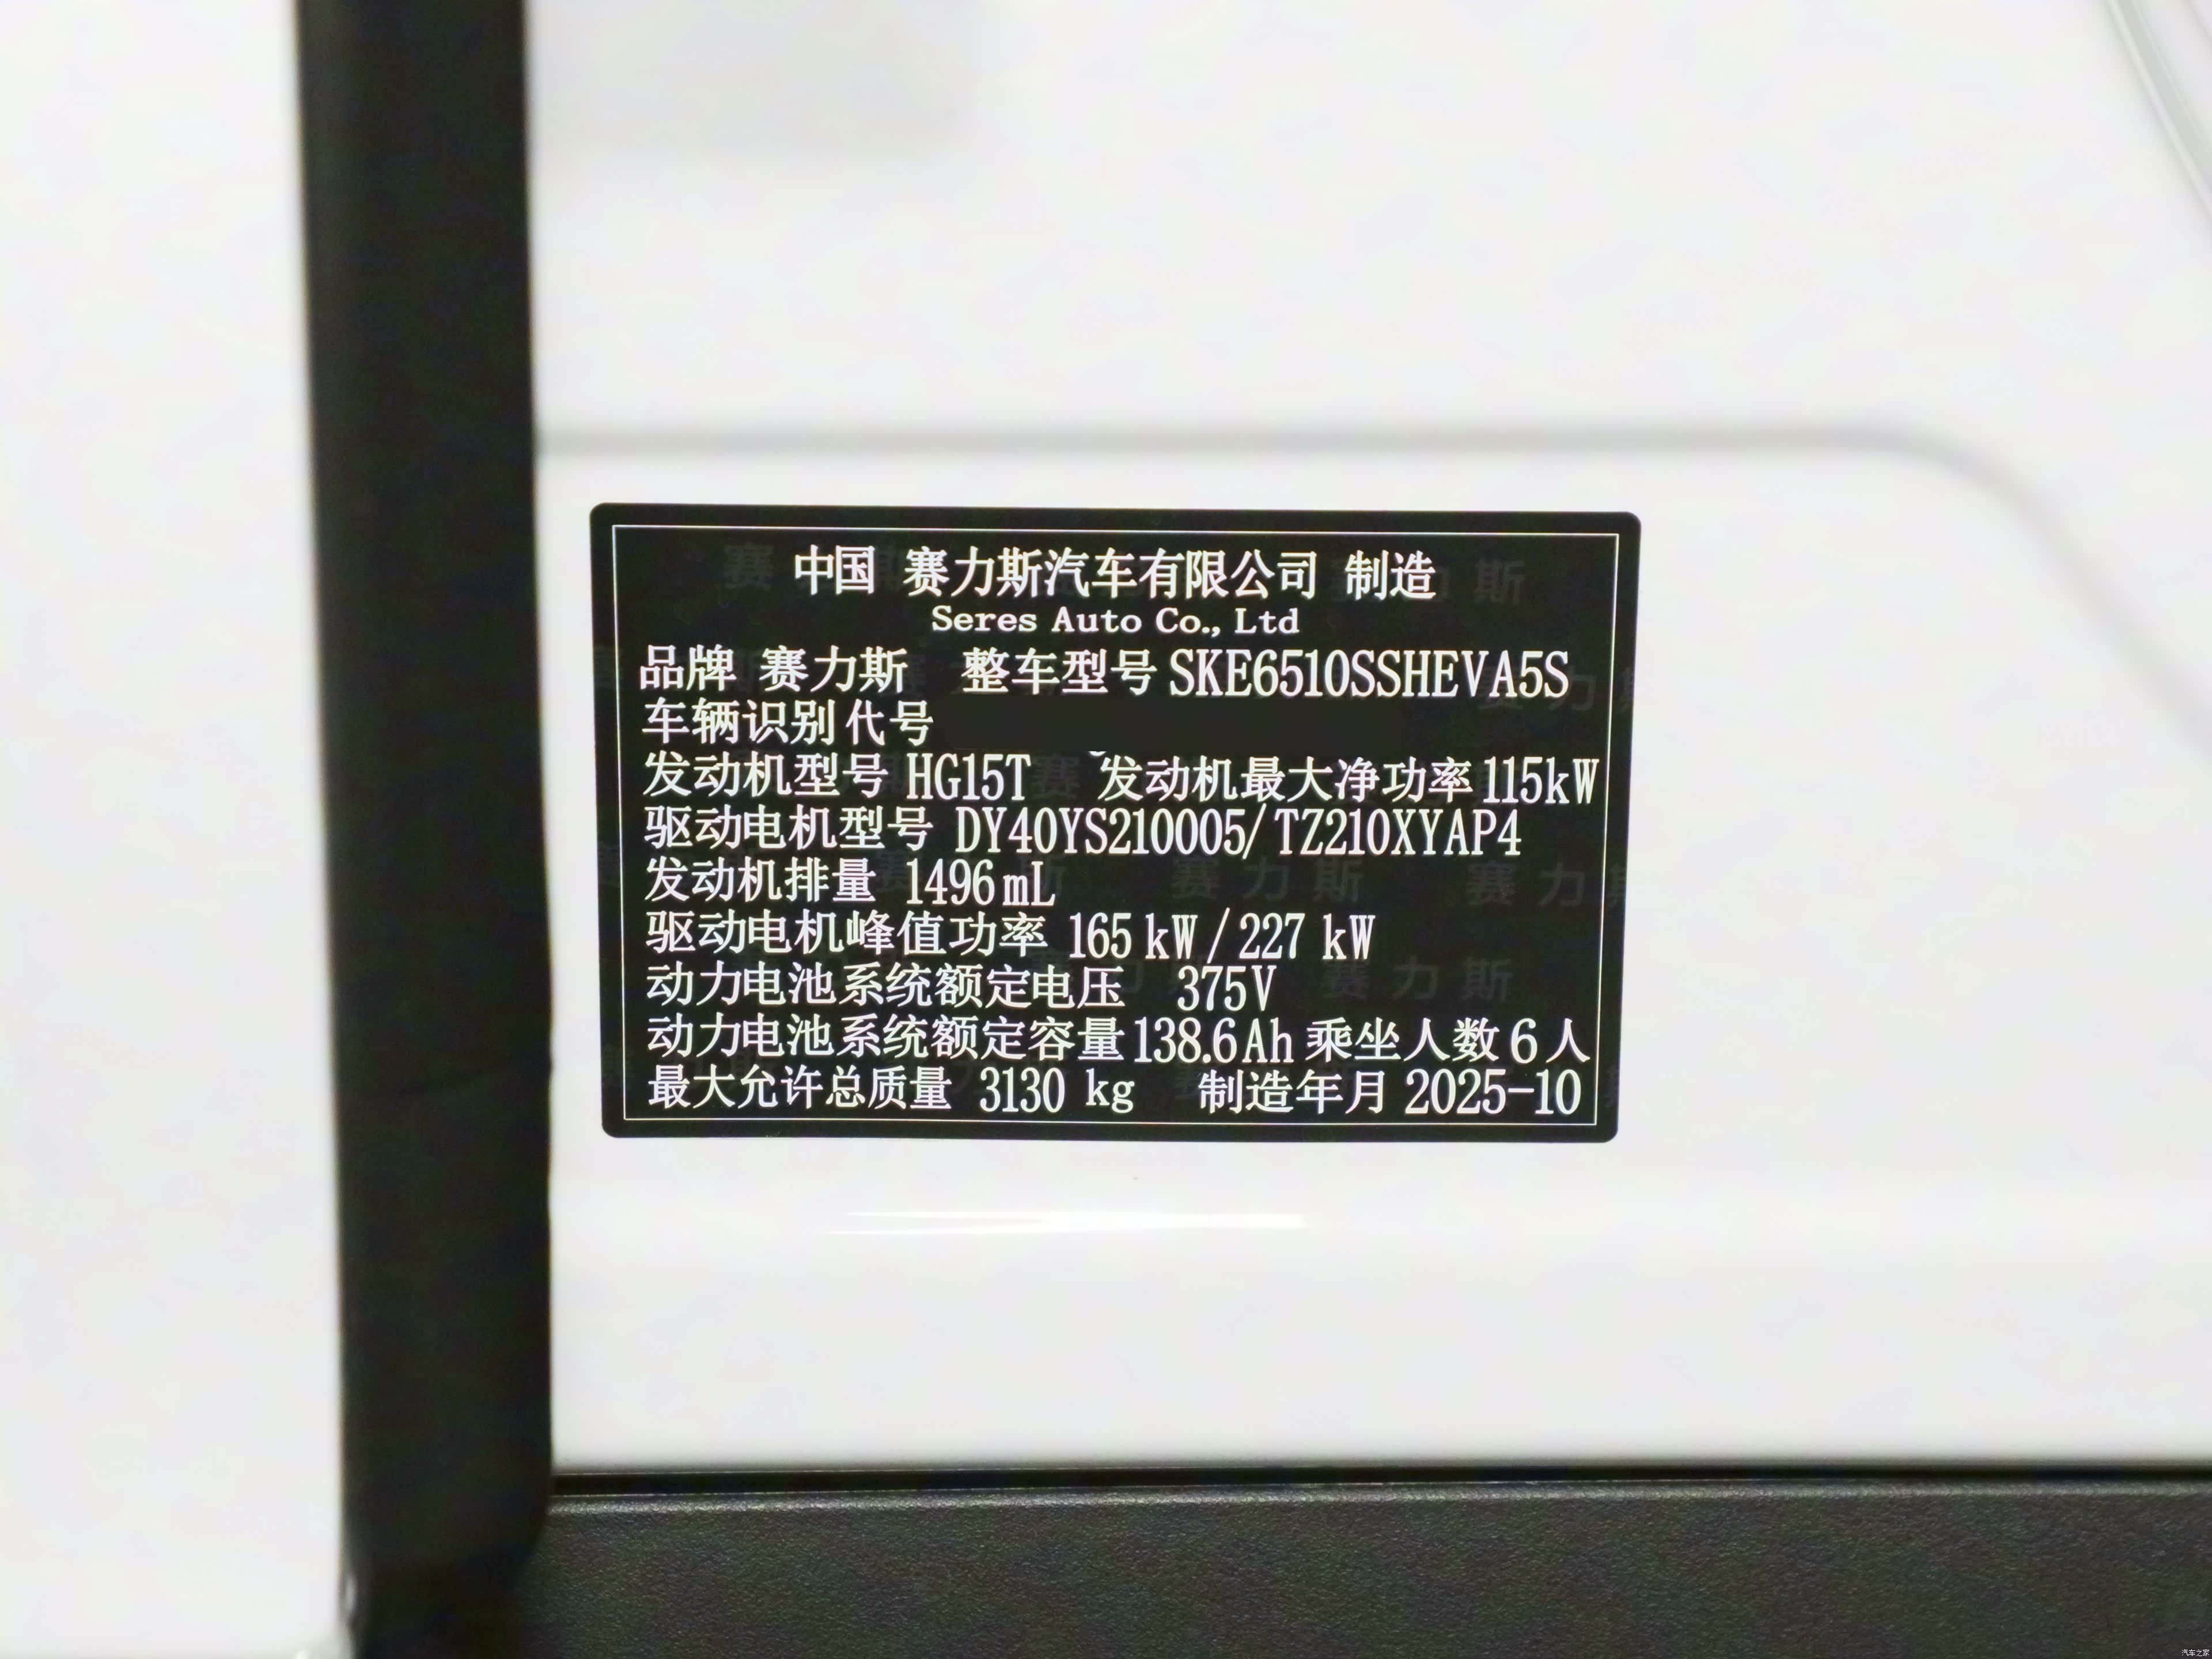 中国 赛力斯汽车有限公司 制造
Seres Auto Co., Ltd
品牌 赛力斯 整车型号 SKE6510SSHEVA5S
车辆识别代号
发动机型号 HG15T 发动机最大净功率 115kW
驱动电机型号 DY40YS210005/TZ210XYAP4
发动机排量 1496mL
驱动电机峰值功率 165 kW / 227 kW
动力电池系统额定电压 375V
动力电池系统额定容量 138.6Ah 乘坐人数 6人
最大允许总质量 3130 kg 制造年月 2025-10
汽车之家